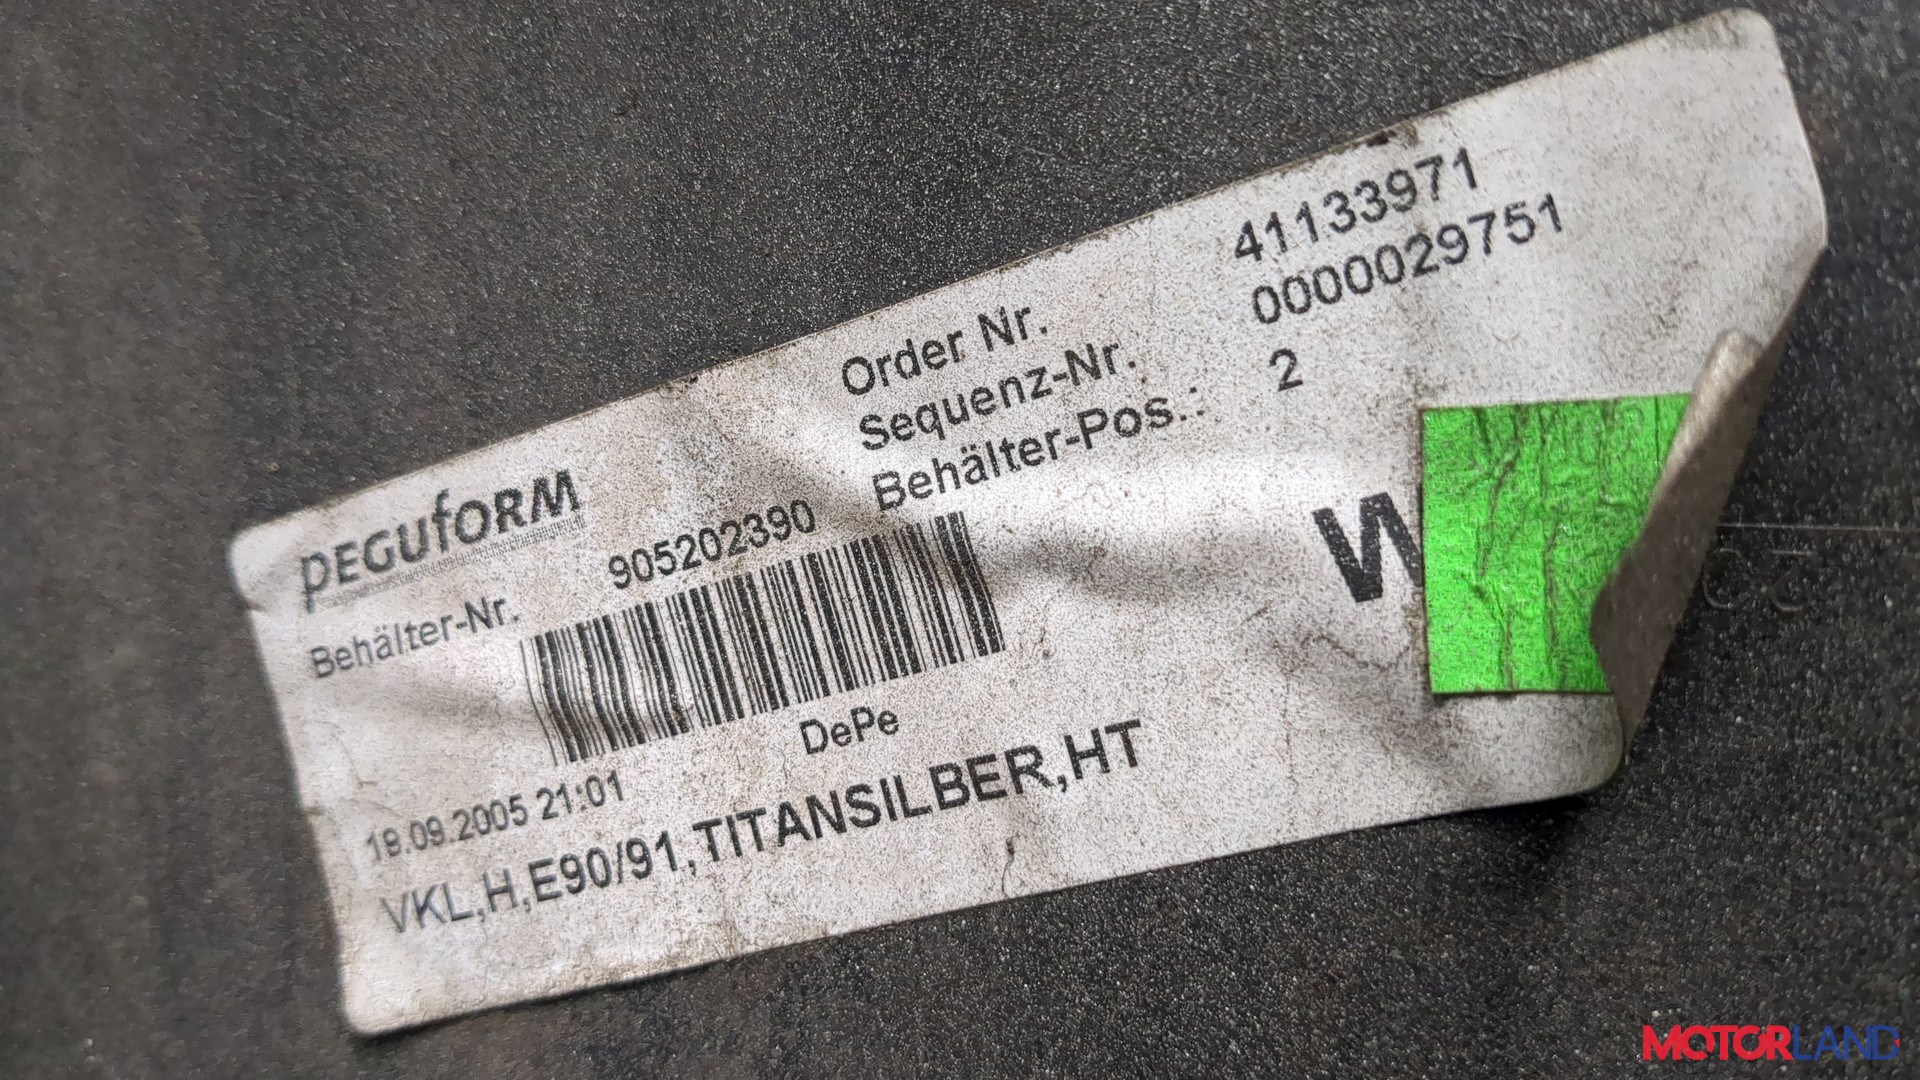 Order Nr. 41133971
Sequenz-Nr. 0000029751
Behälter-Pos.: 2
PEGUfORM
Behälter-Nr. 905202390
W
DePe
19.09.2005 21:01
VKL,H,E90/91,TITANSILBER,HT
MOTORLAND